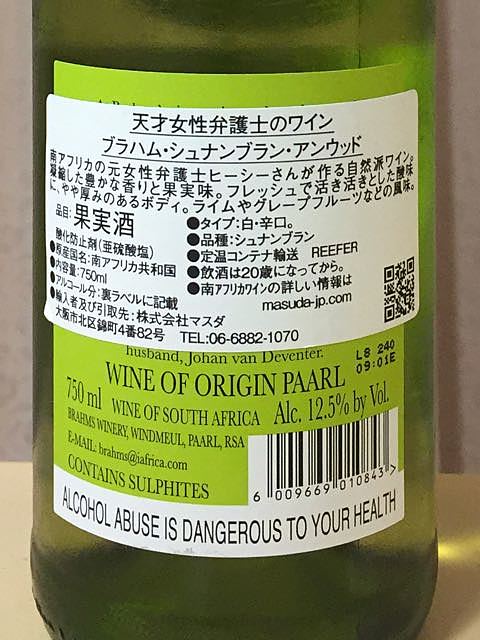 天才女性弁護士のワイン
ブラハム・シュナンブラン・アンウッド
南アフリカの元女性弁護士ヒーシーさんが作る自然派ワイン。
凝縮した豊かな香りと果実味。フレッシュで活き活きとした酸味
に、やや厚みのあるボディ。ライムやグレープフルーツなどの風味。
品目:果実酒
酸化防止剤(亜硫酸塩)
●原産国名:南アフリカ共和国
●内容量:750ml
●アルコール分:裏ラベルに記載
●輸入者及び引取先:株式会社マスダ
大阪市北区錦町4番82号 TEL:06-6882-1070
●タイプ:白・辛口。
●品種:シュナンブラン
●定温コンテナ輸送 REEFER
●飲酒は20歳になってから。
●南アフリカワインの詳しい情報は
masuda-jp.com
husband, Johan van Deventer.
L8 240
09:01E
WINE OF ORIGIN PAARL
750 ml WINE OF SOUTH AFRICA Alc. 12.5% by Vol.
BRAHMS WINERY, WINDMEUL, PAARL, RSA
E-MAIL: brahms@iafrica.com
CONTAINS SULPHITES
6 009669 010843 >
ALCOHOL ABUSE IS DANGEROUS TO YOUR HEALTH